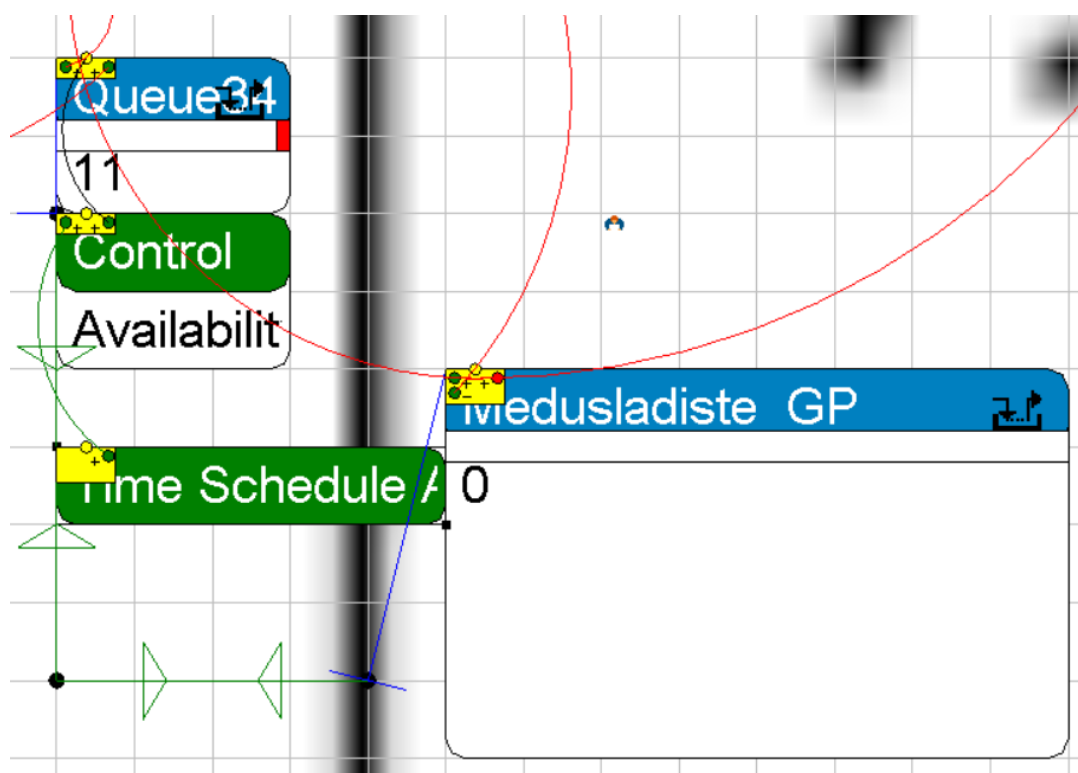 Queue34
11
Control
Availabilit
Medusladiste GP
Time Schedule A
0